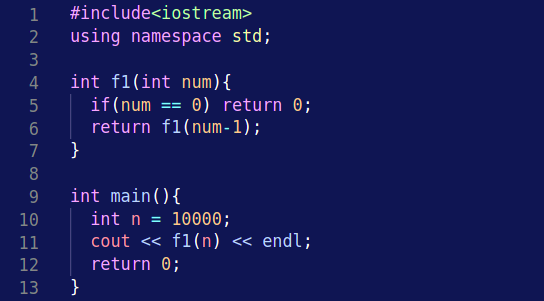 1 #include<iostream>
2 using namespace std;
3
4 int f1(int num){
5   if(num == 0) return 0;
6   return f1(num-1);
7 }
8
9 int main(){
10   int n = 10000;
11   cout << f1(n) << endl;
12   return 0;
13 }